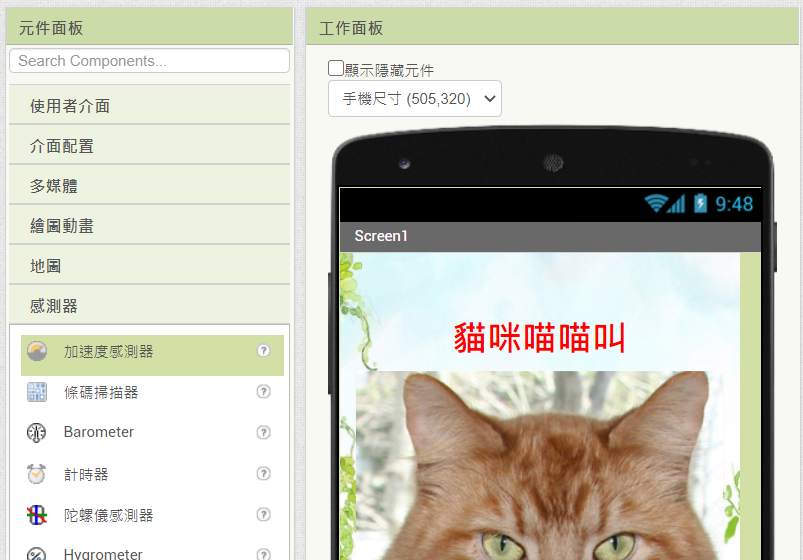 元件面板
Search Components...
使用者介面
介面配置
多媒體
繪圖動畫
地圖
感測器
加速度感測器
條碼掃描器
Barometer
計時器
陀螺儀感測器
Hygrometer
工作面板
顯示隱藏元件
手機尺寸 (505,320)
9:48
Screen1
貓咪喵喵叫